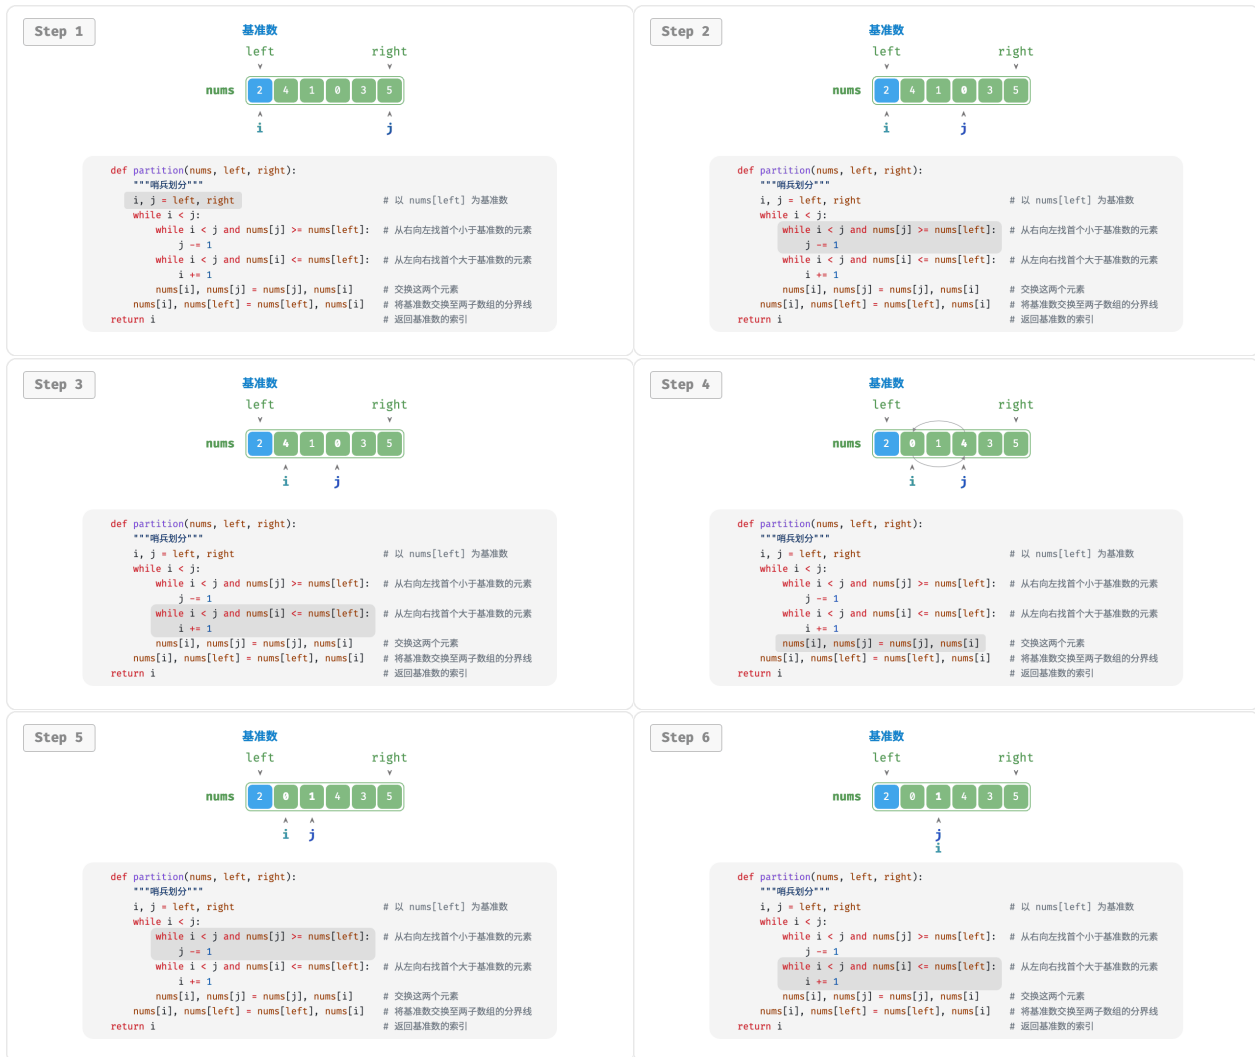 Step 1
基准数
left right
nums 2 4 1 0 3 5
i j
def partition(nums, left, right):
"""哨兵划分"""
i, j = left, right # 以 nums[left] 为基准数
while i < j:
while i < j and nums[j] >= nums[left]: # 从右向左找首个小于基准数的元素
j -= 1
while i < j and nums[i] <= nums[left]: # 从左向右找首个大于基准数的元素
i += 1
nums[i], nums[j] = nums[j], nums[i] # 交换这两个元素
nums[i], nums[left] = nums[left], nums[i] # 将基准数交换至两子数组的分界线
return i # 返回基准数的索引
Step 2
基准数
left right
nums 2 4 1 0 3 5
i j
def partition(nums, left, right):
"""哨兵划分"""
i, j = left, right # 以 nums[left] 为基准数
while i < j:
while i < j and nums[j] >= nums[left]: # 从右向左找首个小于基准数的元素
j -= 1
while i < j and nums[i] <= nums[left]: # 从左向右找首个大于基准数的元素
i += 1
nums[i], nums[j] = nums[j], nums[i] # 交换这两个元素
nums[i], nums[left] = nums[left], nums[i] # 将基准数交换至两子数组的分界线
return i # 返回基准数的索引
Step 3
基准数
left right
nums 2 4 1 0 3 5
i j
def partition(nums, left, right):
"""哨兵划分"""
i, j = left, right # 以 nums[left] 为基准数
while i < j:
while i < j and nums[j] >= nums[left]: # 从右向左找首个小于基准数的元素
j -= 1
while i < j and nums[i] <= nums[left]: # 从左向右找首个大于基准数的元素
i += 1
nums[i], nums[j] = nums[j], nums[i] # 交换这两个元素
nums[i], nums[left] = nums[left], nums[i] # 将基准数交换至两子数组的分界线
return i # 返回基准数的索引
Step 4
基准数
left right
nums 2 0 1 4 3 5
i j
def partition(nums, left, right):
"""哨兵划分"""
i, j = left, right # 以 nums[left] 为基准数
while i < j:
while i < j and nums[j] >= nums[left]: # 从右向左找首个小于基准数的元素
j -= 1
while i < j and nums[i] <= nums[left]: # 从左向右找首个大于基准数的元素
i += 1
nums[i], nums[j] = nums[j], nums[i] # 交换这两个元素
nums[i], nums[left] = nums[left], nums[i] # 将基准数交换至两子数组的分界线
return i # 返回基准数的索引
Step 5
基准数
left right
nums 2 0 1 4 3 5
i j
def partition(nums, left, right):
"""哨兵划分"""
i, j = left, right # 以 nums[left] 为基准数
while i < j:
while i < j and nums[j] >= nums[left]: # 从右向左找首个小于基准数的元素
j -= 1
while i < j and nums[i] <= nums[left]: # 从左向右找首个大于基准数的元素
i += 1
nums[i], nums[j] = nums[j], nums[i] # 交换这两个元素
nums[i], nums[left] = nums[left], nums[i] # 将基准数交换至两子数组的分界线
return i # 返回基准数的索引
Step 6
基准数
left right
nums 2 0 1 4 3 5
j
i
def partition(nums, left, right):
"""哨兵划分"""
i, j = left, right # 以 nums[left] 为基准数
while i < j:
while i < j and nums[j] >= nums[left]: # 从右向左找首个小于基准数的元素
j -= 1
while i < j and nums[i] <= nums[left]: # 从左向右找首个大于基准数的元素
i += 1
nums[i], nums[j] = nums[j], nums[i] # 交换这两个元素
nums[i], nums[left] = nums[left], nums[i] # 将基准数交换至两子数组的分界线
return i # 返回基准数的索引